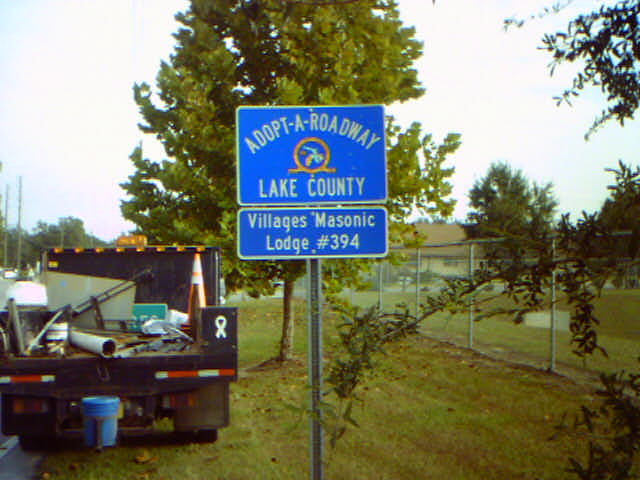 ADOPT-A-ROADWAY
LAKE COUNTY
Villages Masonic
Lodge #394